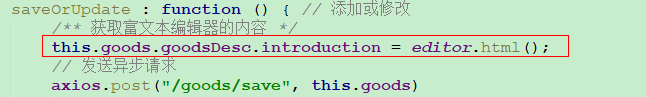 saveOrUpdate : function () { // 添加或修改
/** 获取富文本编辑器的内容 */
this.goods.goodsDesc.introduction = editor.html();
// 发送异步请求
axios.post("/goods/save", this.goods)